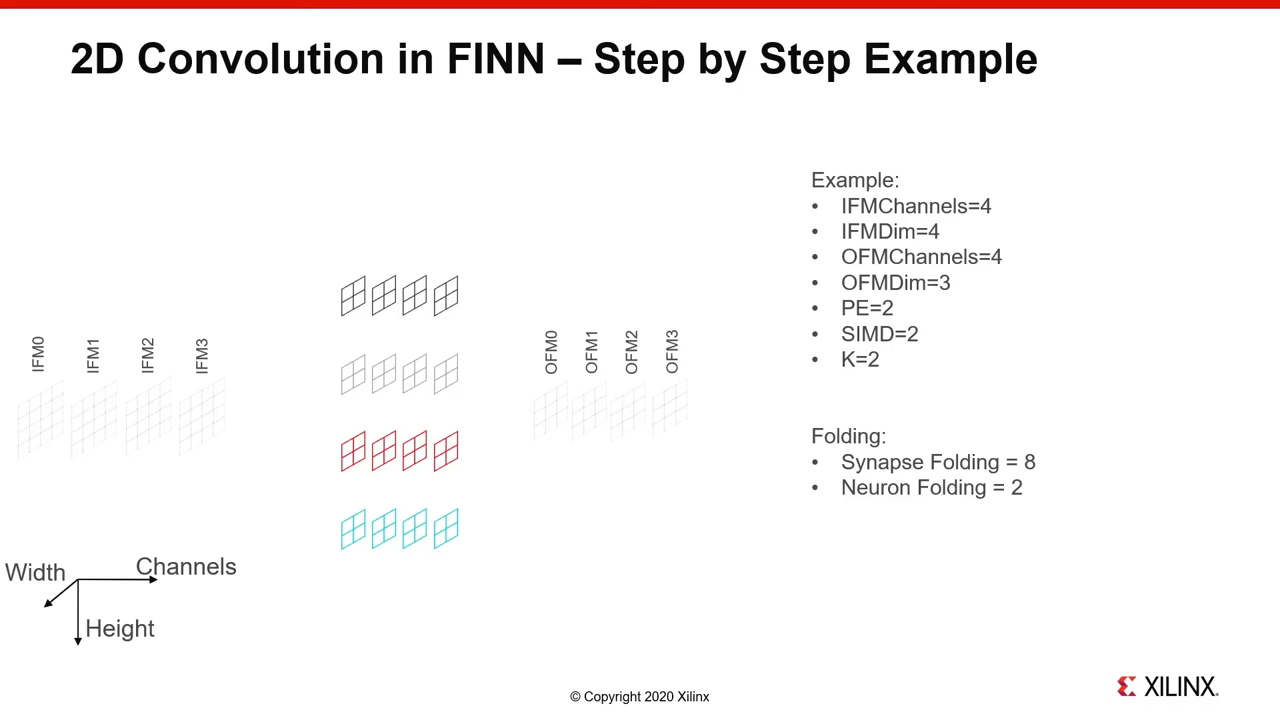 2D Convolution in FINN – Step by Step Example
Example:
• IFMChannels=4
• IFMDim=4
• OFMChannels=4
• OFMDim=3
• PE=2
• SIMD=2
• K=2
IFM0
IFM1
IFM2
IFM3
OFM0
OFM1
OFM2
OFM3
Folding:
• Synapse Folding = 8
• Neuron Folding = 2
Width
Channels
Height
© Copyright 2020 Xilinx
XILINX.